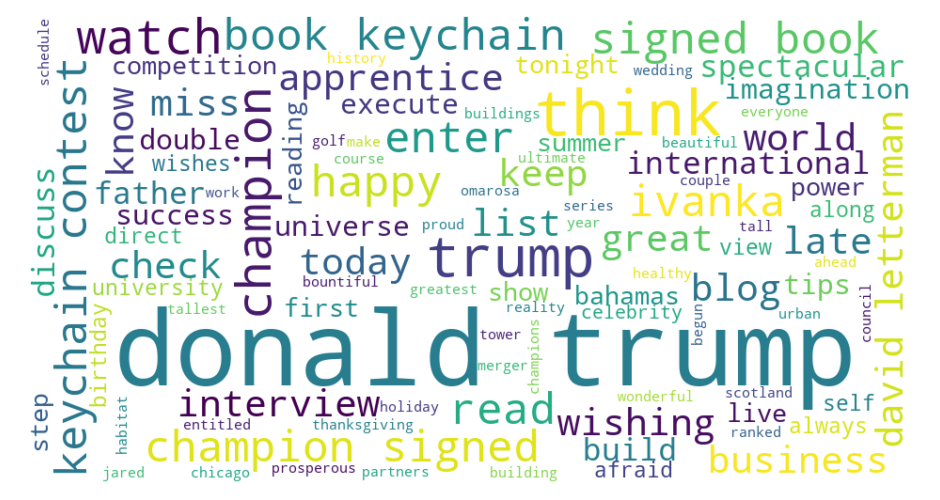 schedule
watch
book keychain
signed book
competition
history
tonight
wedding
spectacular
apprentice
imagination
miss
execute
buildings
think
everyone
know
double
golf
make
enter
summer
beautiful
world
wishes
reading
course
ultimate
international
keychain contest
champion
father
work
happy
omarosa
keep
couple
power
david letterman
discuss
success
universe
proud
list
series
year
ivanka
along
direct
great
tall
view
late
check
today
trump
ahead
university
bountiful
greatest
show
healthy
blog
tips
tallest
first
reality
bahamas
celebrity
begun
urban
council
birthday
donald trump
tower
merger
champions
step
interview
holiday
read
wonderful
scotland
self
habitat
entitled
thanksgiving
wishing
live
ranked
always
champion signed
build
business
jared
chicago
prosperous
partners
building
afraid